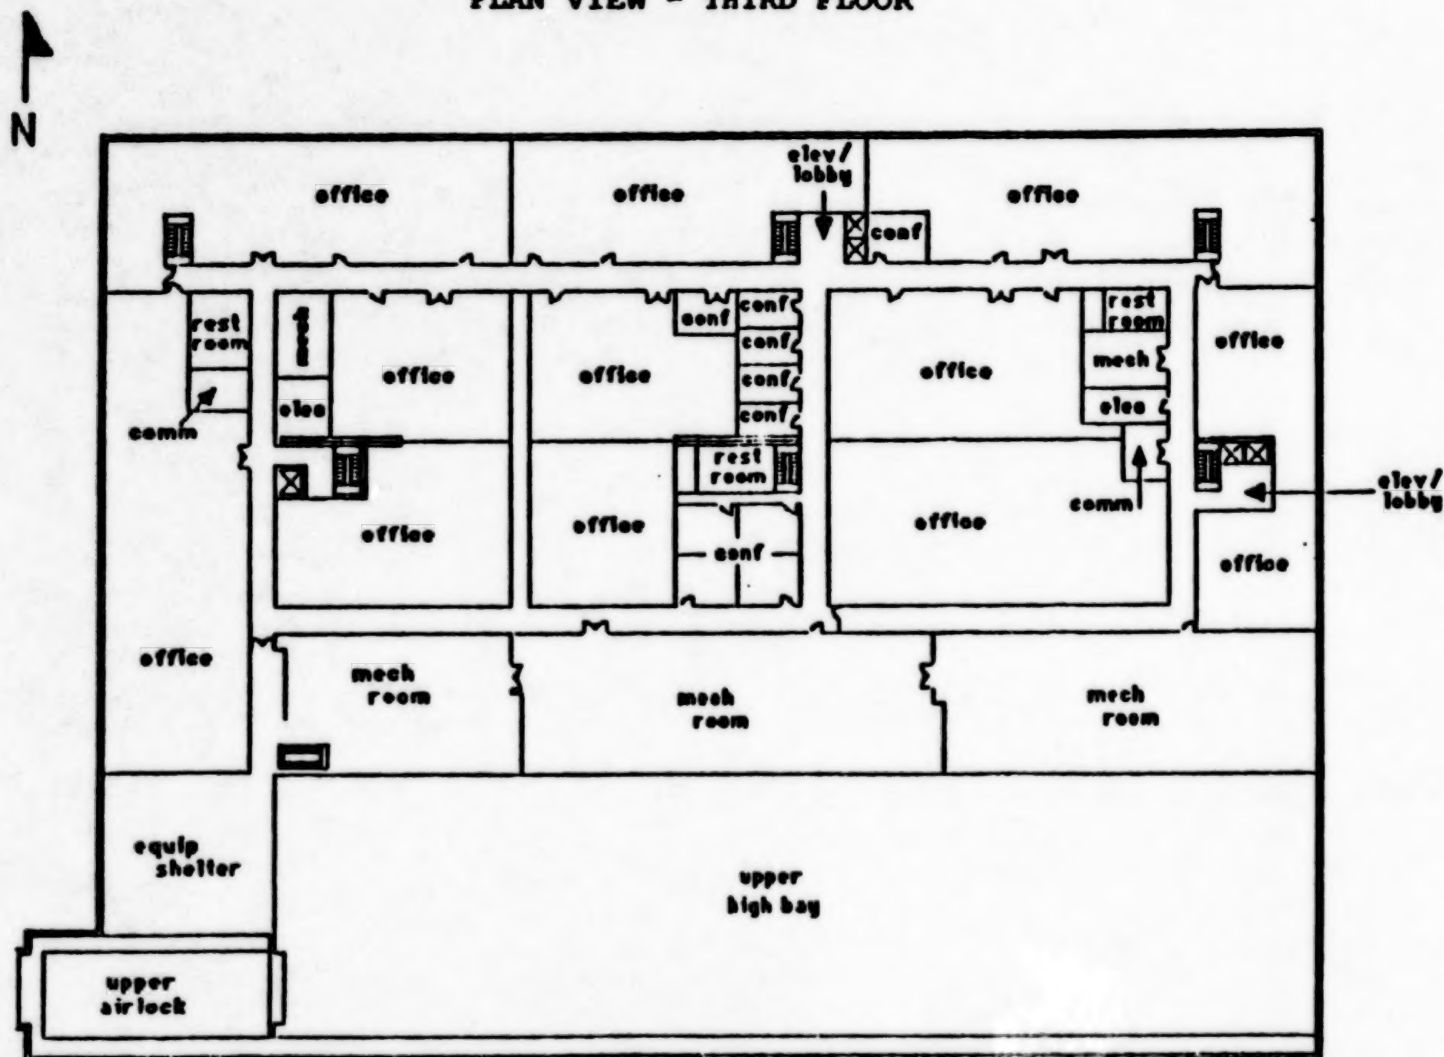 PLAN VIEW - THIRD FLOOR
N
elev/
lobby
office
office
office
conf
rest
room
mech
conf
conf
rest
room
conf
office
mech
office
office
office
office
conf
elec
conf
elec
comm
rest
room
elev/
lobby
comm
office
office
office
conf
office
office
mech
room
mech
room
mech
room
equip
shelter
upper
high bay
upper
airlock